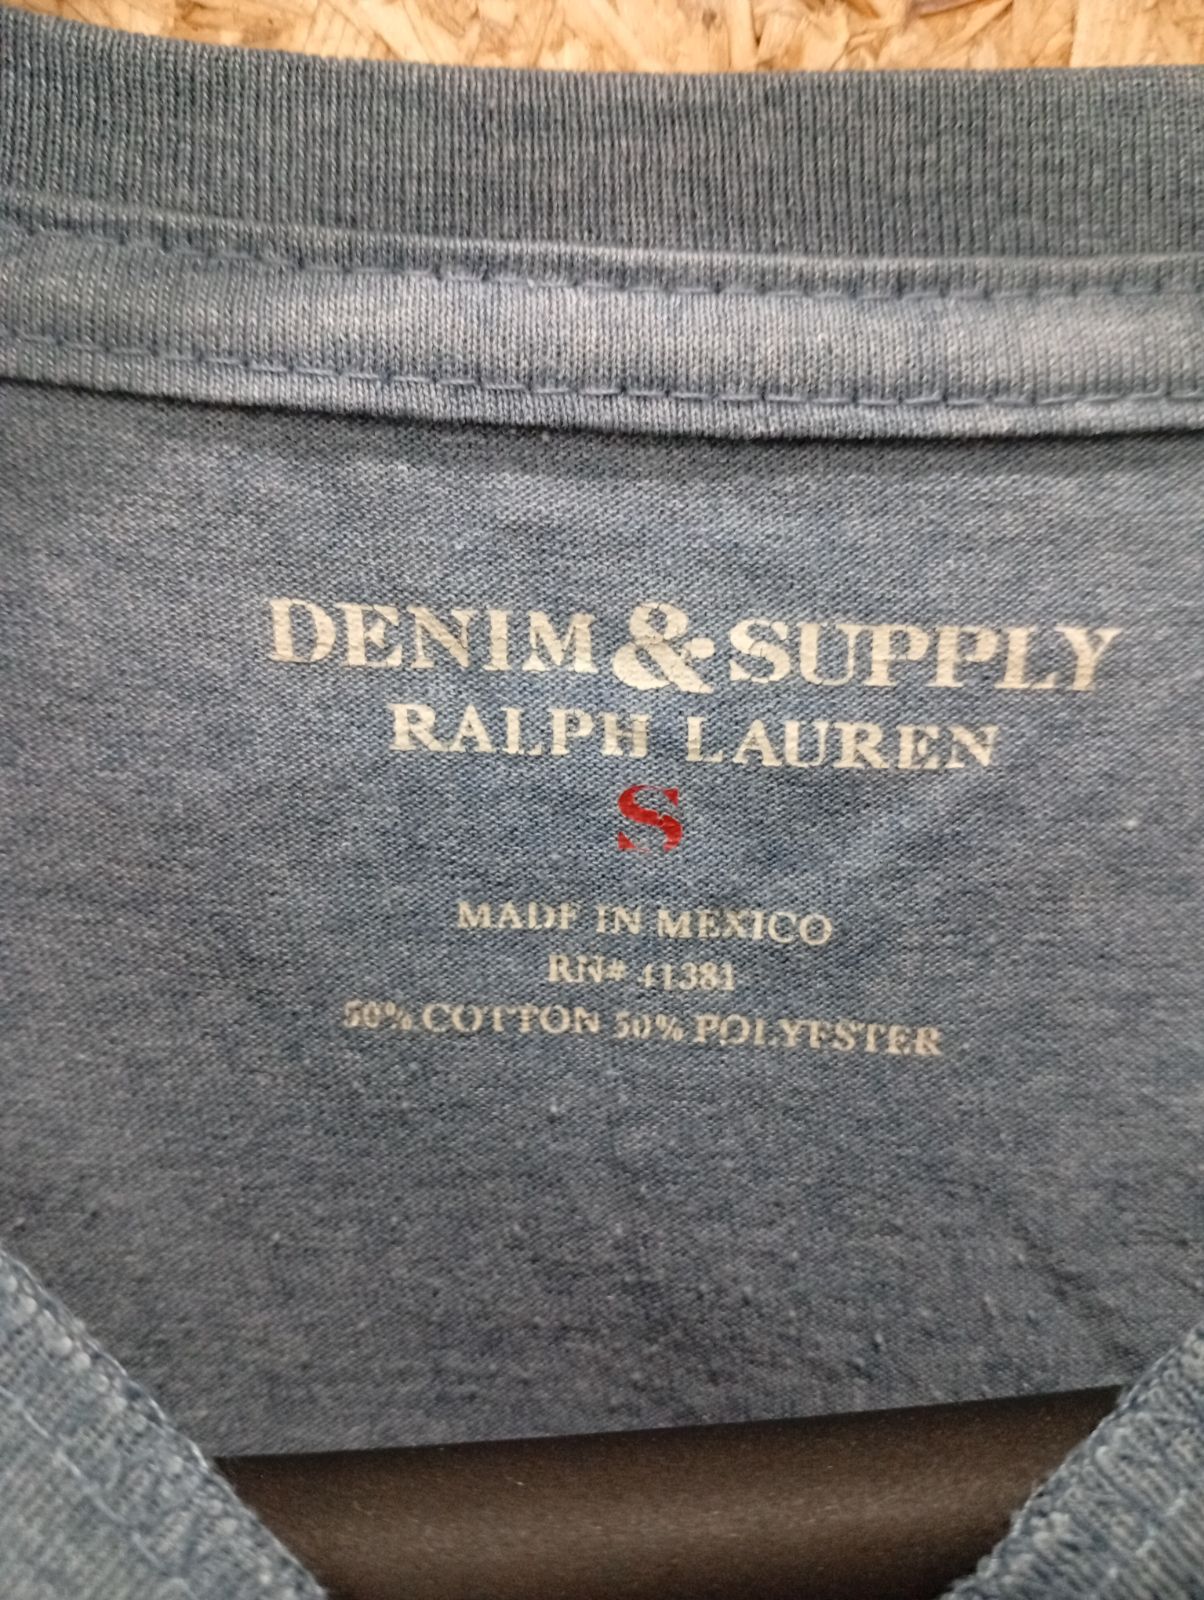 DENIM & SUPPLY
RALPH LAUREN
S
MADE IN MEXICO
RN# 41381
50% COTTON 50% POLYESTER